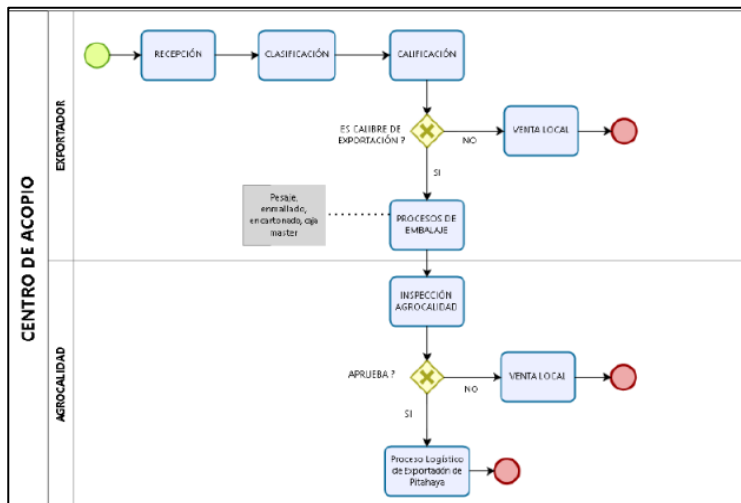 CENTRO DE ACOPIO
EXPORTADOR
RECEPCIÓN
CLASIFICACIÓN
CALIFICACIÓN
ES CALIBRE DE
EXPORTACIÓN ?
NO
VENTA LOCAL
SI
Pesaje,
enmallado,
encartonado, caja
master
PROCESOS DE
EMBALAJE
AGROCALIDAD
INSPECCIÓN
AGROCALIDAD
APRUEBA ?
NO
VENTA LOCAL
SI
Proceso Logístico
de Exportación de
Pitahaya